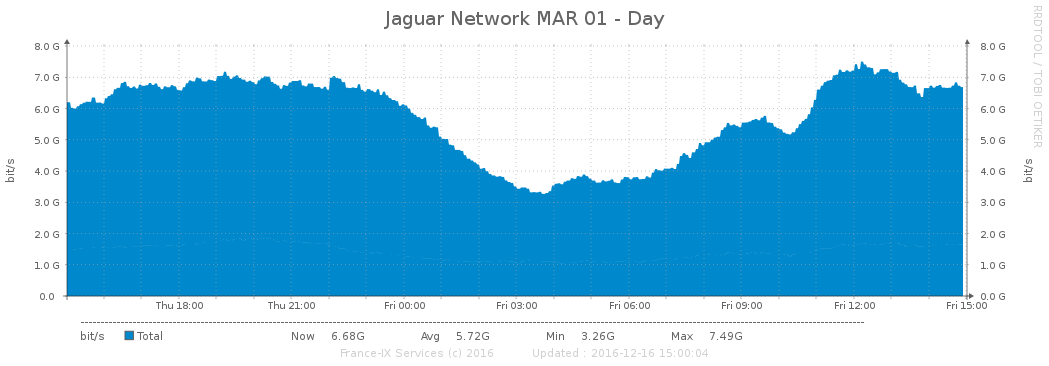 Jaguar Network MAR 01 - Day
RRDTOOL / TOBI OETIKER
8.0 G 8.0 G
7.0 G 7.0 G
6.0 G 6.0 G
5.0 G 5.0 G
4.0 G 4.0 G
3.0 G 3.0 G
2.0 G 2.0 G
1.0 G 1.0 G
0.0 0.0 G
bit/s bit/s
Thu 18:00 Thu 21:00 Fri 00:00 Fri 03:00 Fri 06:00 Fri 09:00 Fri 12:00 Fri 15:00
bit/s Total Now 6.68G Avg 5.72G Min 3.26G Max 7.49G
France-IX Services (c) 2016 Updated : 2016-12-16 15:00:04